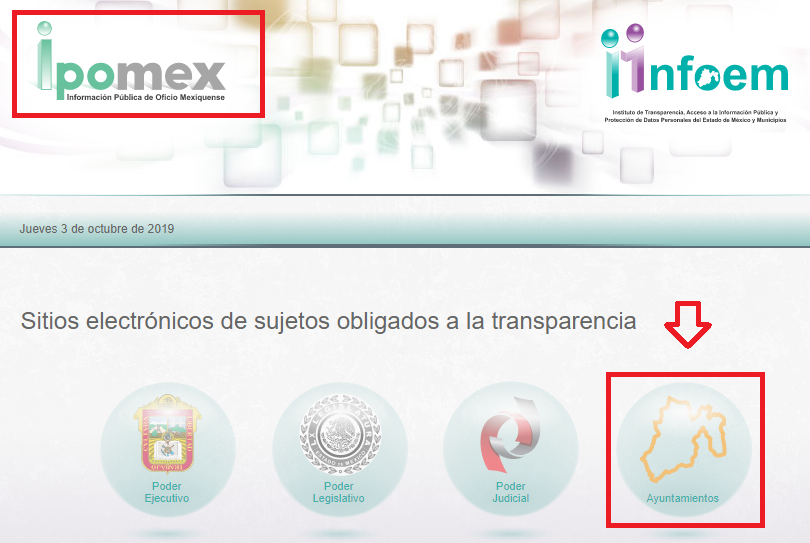 ipomex
Información Pública de Oficio Mexiquense
infoem
Instituto de Transparencia, Acceso a la Información Pública y
Protección de Datos Personales del Estado de México y Municipios
Jueves 3 de octubre de 2019
Sitios electrónicos de sujetos obligados a la transparencia
Poder
Ejecutivo
Poder
Legislativo
Poder
Judicial
Ayuntamientos